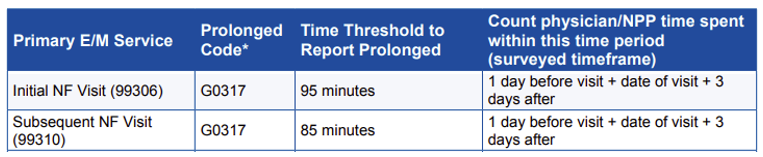 Primary E/M Service
Prolonged
Code*
Time Threshold to
Report Prolonged
Count physician/NPP time spent
within this time period
(surveyed timeframe)
Initial NF Visit (99306)
G0317
95 minutes
1 day before visit + date of visit + 3
days after
Subsequent NF Visit
(99310)
G0317
85 minutes
1 day before visit + date of visit + 3
days after